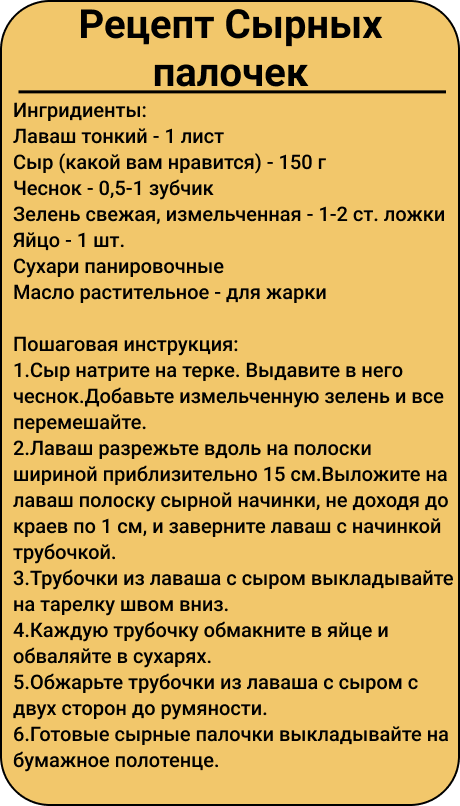 Рецепт Сырных
палочек
Ингридиенты:
Лаваш тонкий - 1 лист
Сыр (какой вам нравится) - 150 г
Чеснок - 0,5-1 зубчик
Зелень свежая, измельченная - 1-2 ст. ложки
Яйцо - 1 шт.
Сухари панировочные
Масло растительное - для жарки
Пошаговая инструкция:
1.Сыр натрите на терке. Выдавите в него
чеснок.Добавьте измельченную зелень и все
перемешайте.
2.Лаваш разрежьте вдоль на полоски
шириной приблизительно 15 см.Выложите на
лаваш полоску сырной начинки, не доходя до
краев по 1 см, и заверните лаваш с начинкой
трубочкой.
3.Трубочки из лаваша с сыром выкладывайте
на тарелку швом вниз.
4.Каждую трубочку обмакните в яйце и
обваляйте в сухарях.
5.Обжарьте трубочки из лаваша с сыром с
двух сторон до румяности.
6.Готовые сырные палочки выкладывайте на
бумажное полотенце.